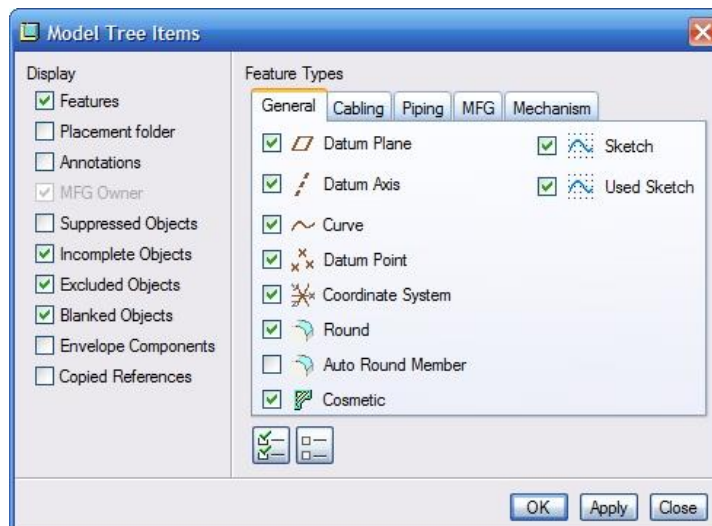 Model Tree Items
Display
Features
Placement folder
Annotations
MFG Owner
Suppressed Objects
Incomplete Objects
Excluded Objects
Blanked Objects
Envelope Components
Copied References
Feature Types
General Cabling Piping MFG Mechanism
Datum Plane
Datum Axis
Curve
Datum Point
Coordinate System
Round
Auto Round Member
Cosmetic
Sketch
Used Sketch
OK Apply Close